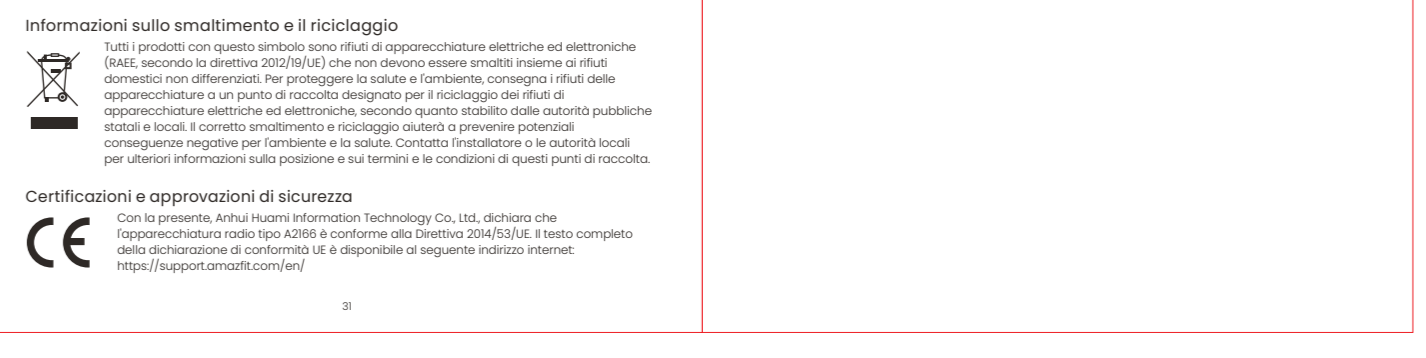 Informazioni sullo smaltimento e il riciclaggio
Tutti i prodotti con questo simbolo sono rifiuti di apparecchiature elettriche ed elettroniche
(RAEE, secondo la direttiva 2012/19/UE) che non devono essere smaltiti insieme ai rifiuti
domestici non differenziati. Per proteggere la salute e l'ambiente, consegna i rifiuti delle
apparecchiature a un punto di raccolta designato per il riciclaggio dei rifiuti di
apparecchiature elettriche ed elettroniche, secondo quanto stabilito dalle autorità pubbliche
statali e locali. Il corretto smaltimento e riciclaggio aiuterà a prevenire potenziali
conseguenze negative per l'ambiente e la salute. Contatta l'installatore o le autorità locali
per ulteriori informazioni sulla posizione e sui termini e le condizioni di questi punti di raccolta.
Certificazioni e approvazioni di sicurezza
CE
Con la presente, Anhui Huami Information Technology Co., Ltd., dichiara che
l'apparecchiatura radio tipo A2166 è conforme alla Direttiva 2014/53/UE. Il testo completo
della dichiarazione di conformità UE è disponibile al seguente indirizzo internet:
https://support.amazfit.com/en/
31